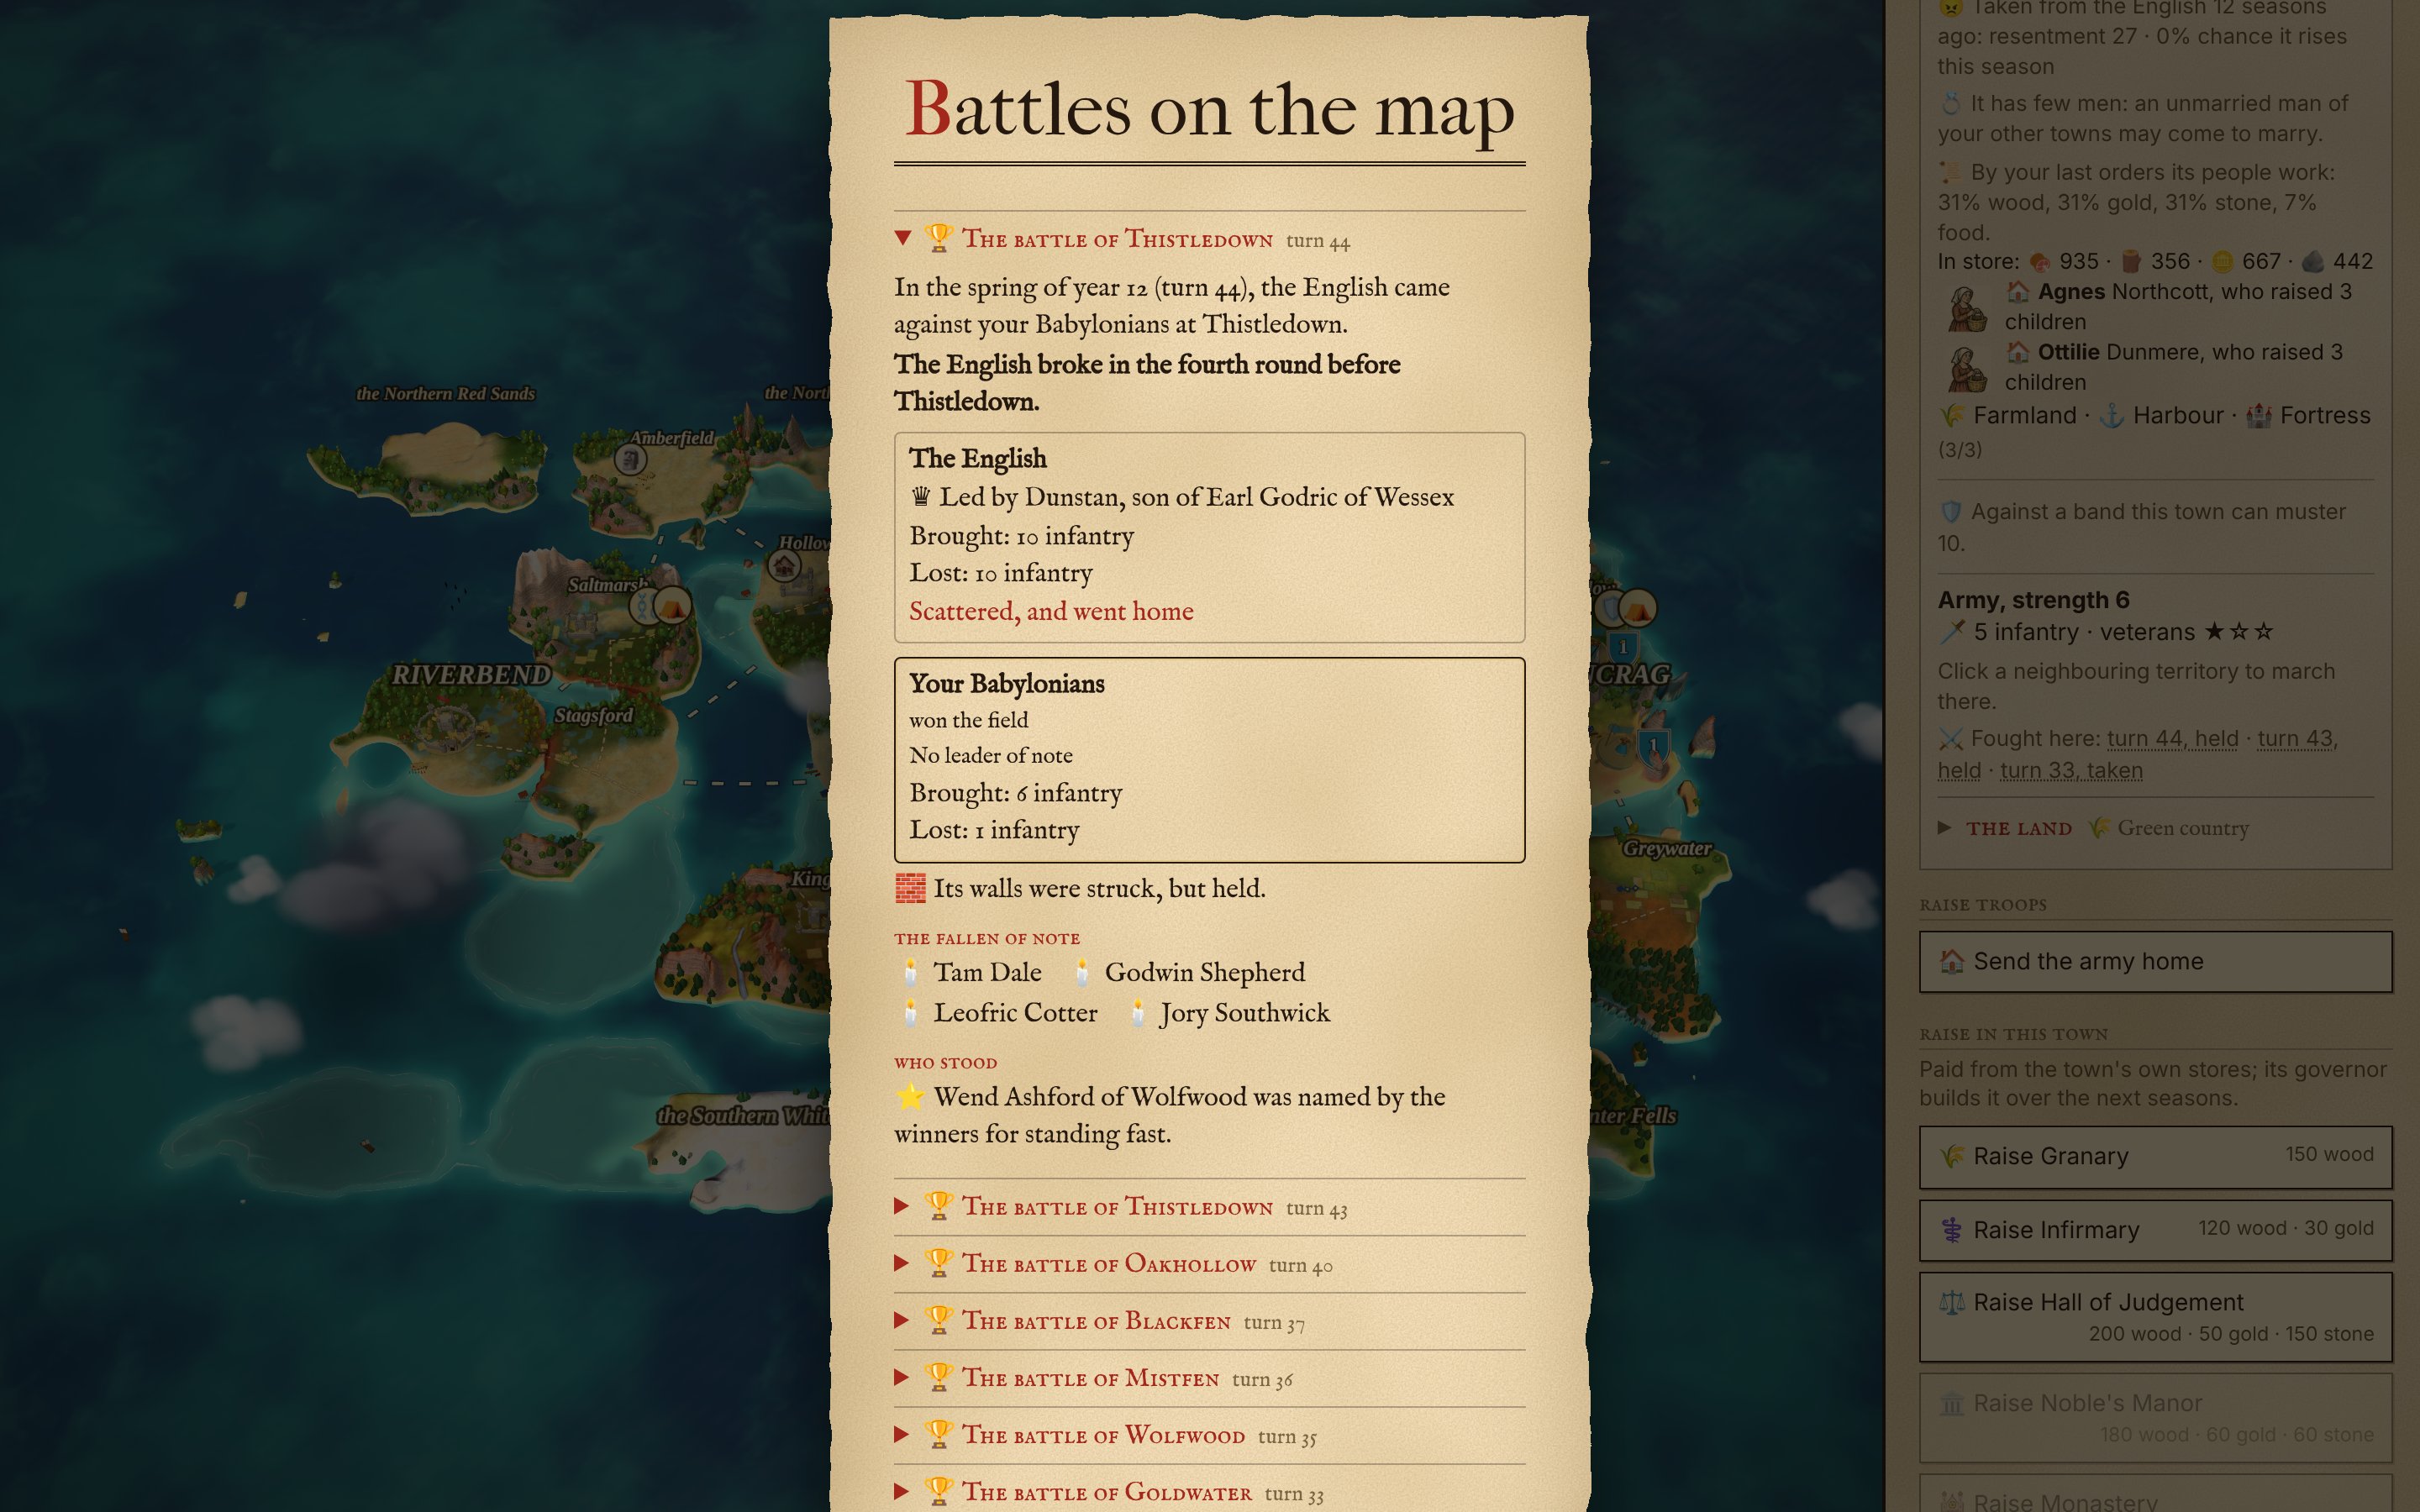 Battles on the map
The battle of Thistledown turn 44
In the spring of year 12 (turn 44), the English came
against your Babylonians at Thistledown.
The English broke in the fourth round before
Thistledown.
The English
♛ Led by Dunstan, son of Earl Godric of Wessex
Brought: 10 infantry
Lost: 10 infantry
Scattered, and went home
Your Babylonians
won the field
No leader of note
Brought: 6 infantry
Lost: 1 infantry
Its walls were struck, but held.
The fallen of note
Tam Dale Godwin Shepherd
Leofric Cotter Jory Southwick
Who stood
Wend Ashford of Wolfwood was named by the
winners for standing fast.
The battle of Thistledown turn 43
The battle of Oakhollow turn 40
The battle of Blackfen turn 37
The battle of Mistfen turn 36
The battle of Wolfwood turn 35
The battle of Goldwater turn 33
the Northern Red Sands
Amberfield
Saltmarsh
RIVERBEND
Stagsford
Greywater
1
1
Taken from the English 12 seasons
ago: resentment 27 · 0% chance it rises
this season
It has few men: an unmarried man of
your other towns may come to marry.
By your last orders its people work:
31% wood, 31% gold, 31% stone, 7%
food.
In store: 935 · 356 · 667 · 442
Agnes Northcott, who raised 3
children
Ottilie Dunmere, who raised 3
children
Farmland · Harbour · Fortress
(3/3)
Against a band this town can muster
10.
Army, strength 6
5 infantry · veterans ★☆☆
Click a neighbouring territory to march
there.
Fought here: turn 44, held · turn 43,
held · turn 33, taken
The land Green country
Raise troops
Send the army home
Raise in this town
Paid from the town's own stores; its governor
builds it over the next seasons.
Raise Granary 150 wood
Raise Infirmary 120 wood · 30 gold
Raise Hall of Judgement
200 wood · 50 gold · 150 stone
Raise Noble's Manor
180 wood · 60 gold · 60 stone
Raise Monastery